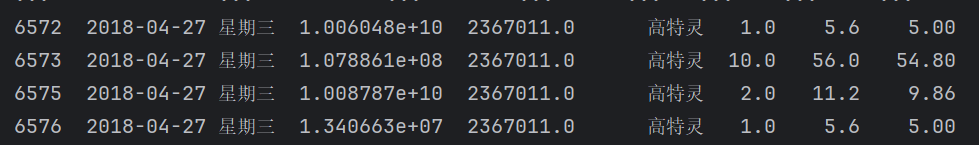 6572 2018-04-27 星期三 1.006048e+10 2367011.0 高特灵 1.0 5.6 5.00
6573 2018-04-27 星期三 1.078861e+08 2367011.0 高特灵 10.0 56.0 54.80
6575 2018-04-27 星期三 1.008787e+10 2367011.0 高特灵 2.0 11.2 9.86
6576 2018-04-27 星期三 1.340663e+07 2367011.0 高特灵 1.0 5.6 5.00